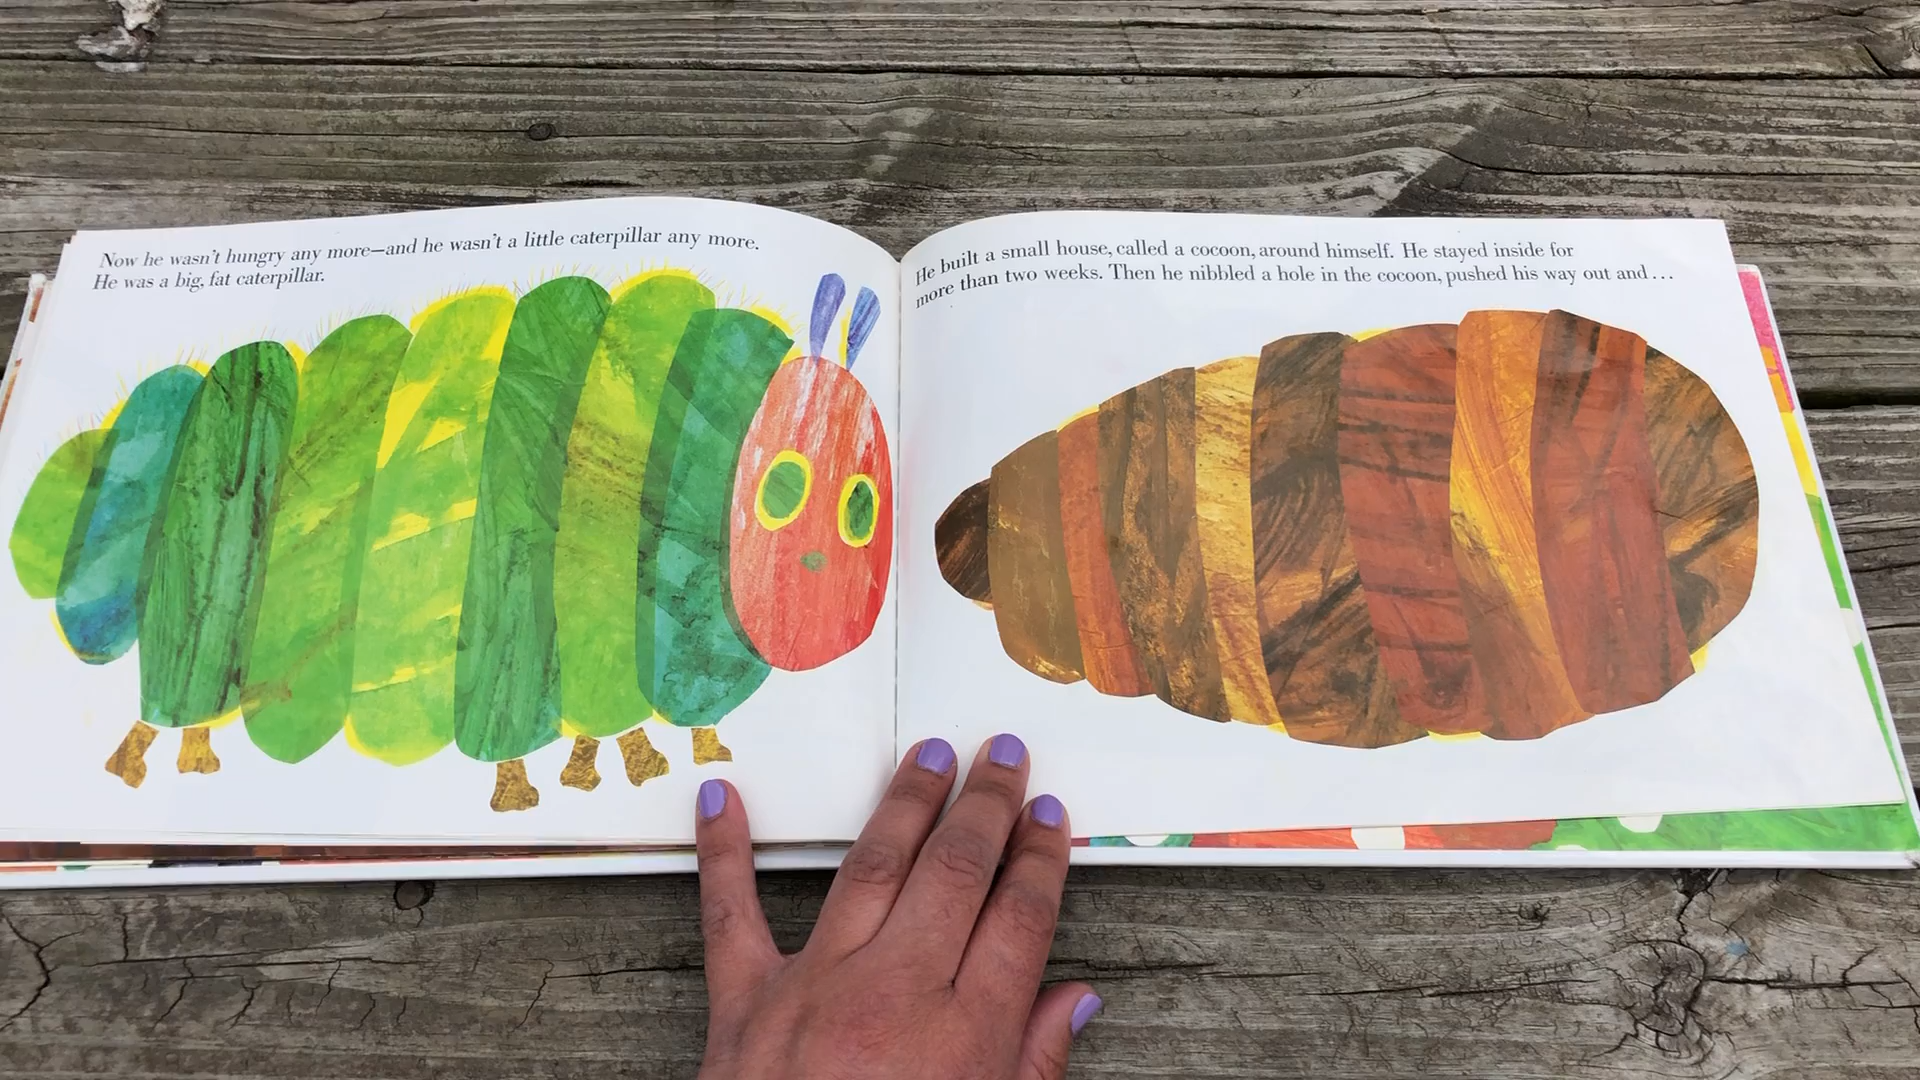 Now he wasn't hungry any more—and he wasn't a little caterpillar any more.
He was a big, fat caterpillar.
He built a small house, called a cocoon, around himself. He stayed inside for
more than two weeks. Then he nibbled a hole in the cocoon, pushed his way out and...